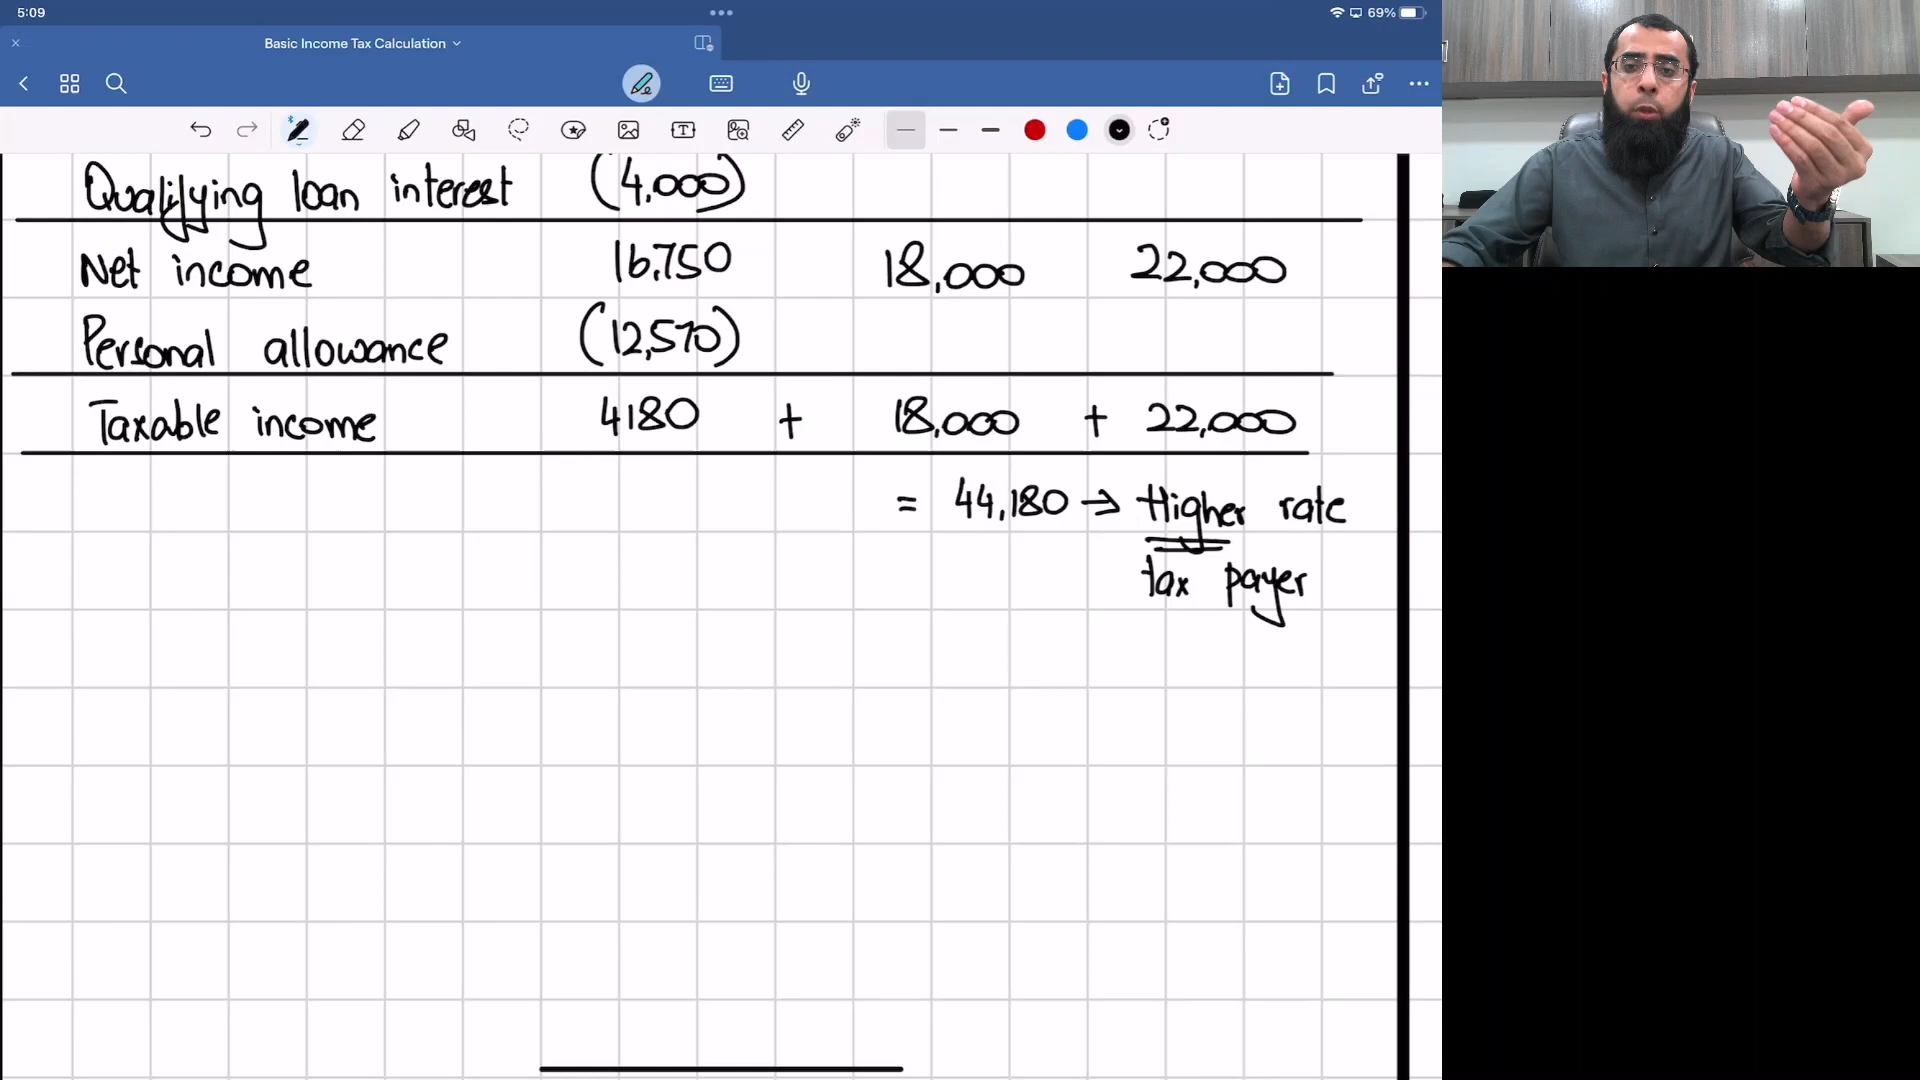 5:09
69%
Basic Income Tax Calculation
Qualifying loan interest (4,000)
Net income 16,750 18,000 22,000
Personal allowance (12,570)
Taxable income 4180 + 18,000 + 22,000
= 44,180 → Higher rate
tax payer